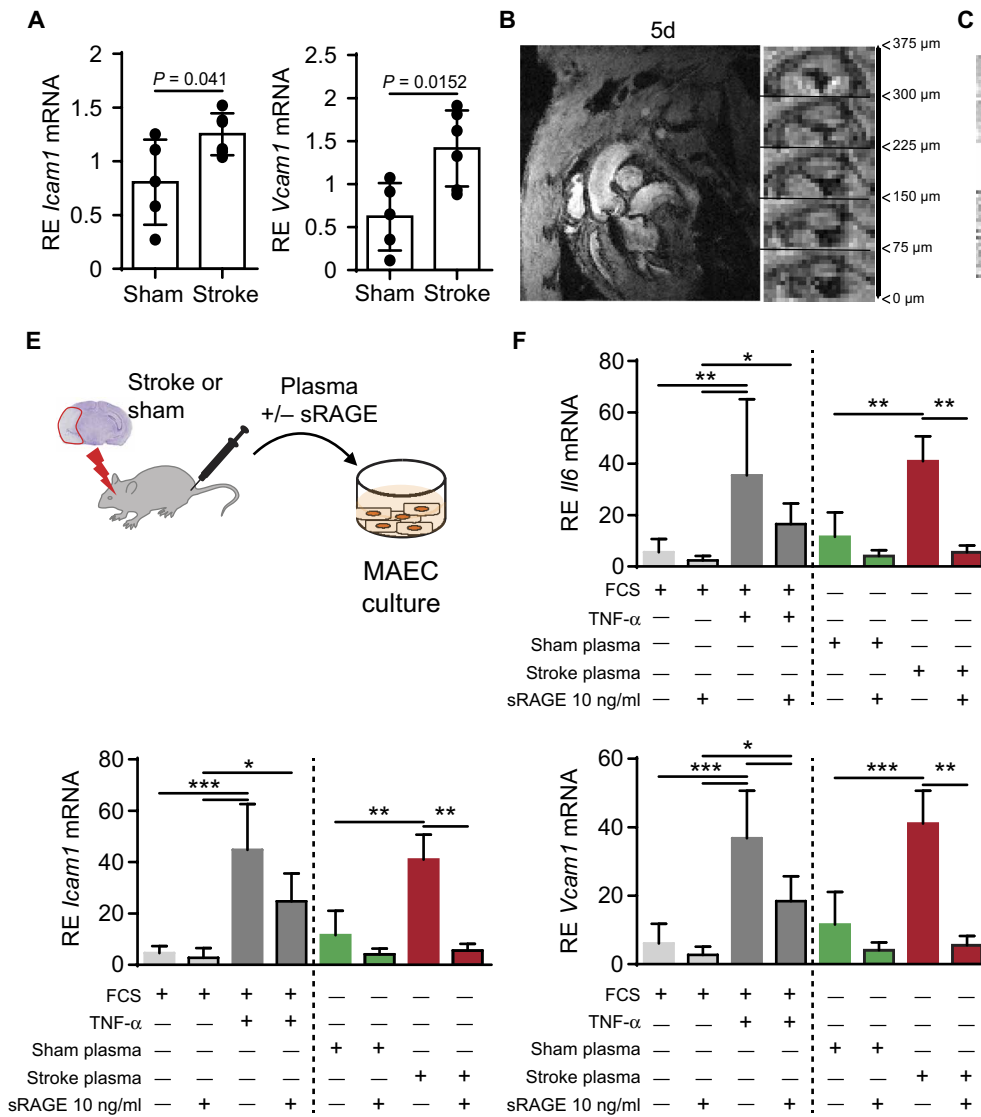 A
RE Icam1 mRNA
2
1.5
1
0.5
0
P = 0.041
Sham Stroke
RE Vcam1 mRNA
2.5
2
1.5
1
0.5
0
P = 0.0152
Sham Stroke
B
5d
<375 µm
<300 µm
<225 µm
<150 µm
<75 µm
<0 µm
C
E
Stroke or
sham
Plasma
+/– sRAGE
MAEC
culture
F
RE Il6 mRNA
80
60
40
20
0
*
**
** **
FCS + + + + — — — —
TNF-α — — + + — — — —
Sham plasma — — — — + + — —
Stroke plasma — — — — — — + +
sRAGE 10 ng/ml — + — + — + — +
RE Icam1 mRNA
80
60
40
20
0
*
***
** **
FCS + + + + — — — —
TNF-α — — + + — — — —
Sham plasma — — — — + + — —
Stroke plasma — — — — — — + +
sRAGE 10 ng/ml — + — + — + — +
RE Vcam1 mRNA
60
40
20
0
*
***
*** **
FCS + + + + — — — —
TNF-α — — + + — — — —
Sham plasma — — — — + + — —
Stroke plasma — — — — — — + +
sRAGE 10 ng/ml — + — + — + — +